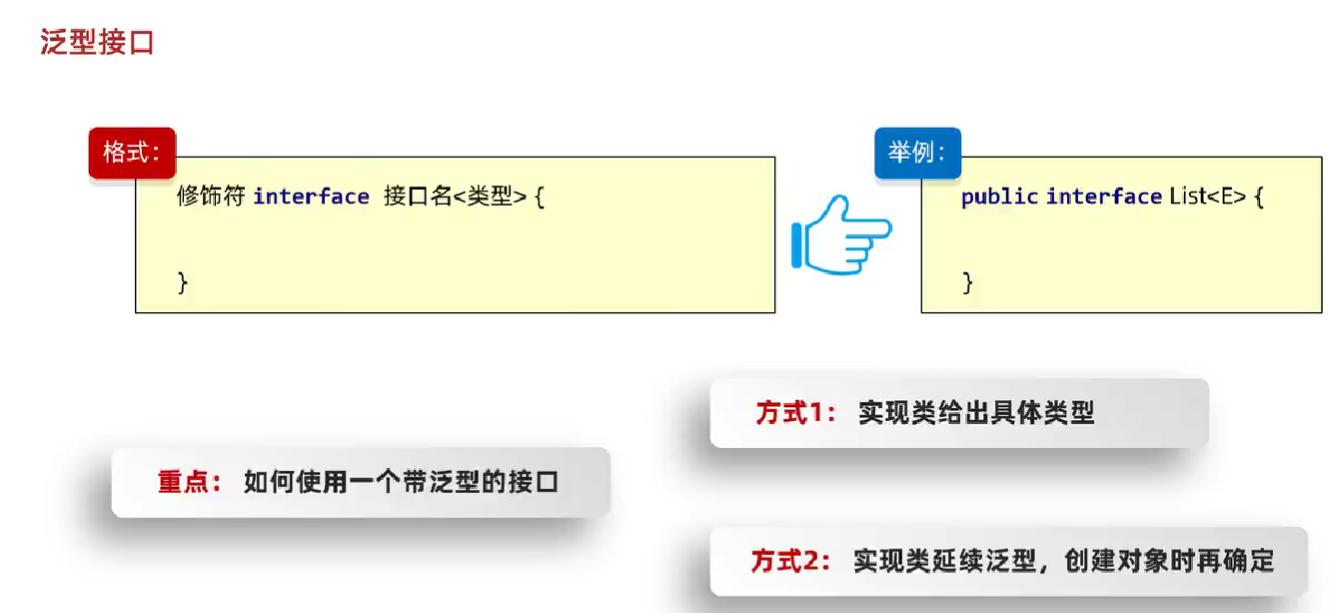 泛型接口
格式：
修饰符 interface 接口名<类型> {
}
举例：
public interface List<E> {
}
重点： 如何使用一个带泛型的接口
方式1： 实现类给出具体类型
方式2： 实现类延续泛型，创建对象时再确定